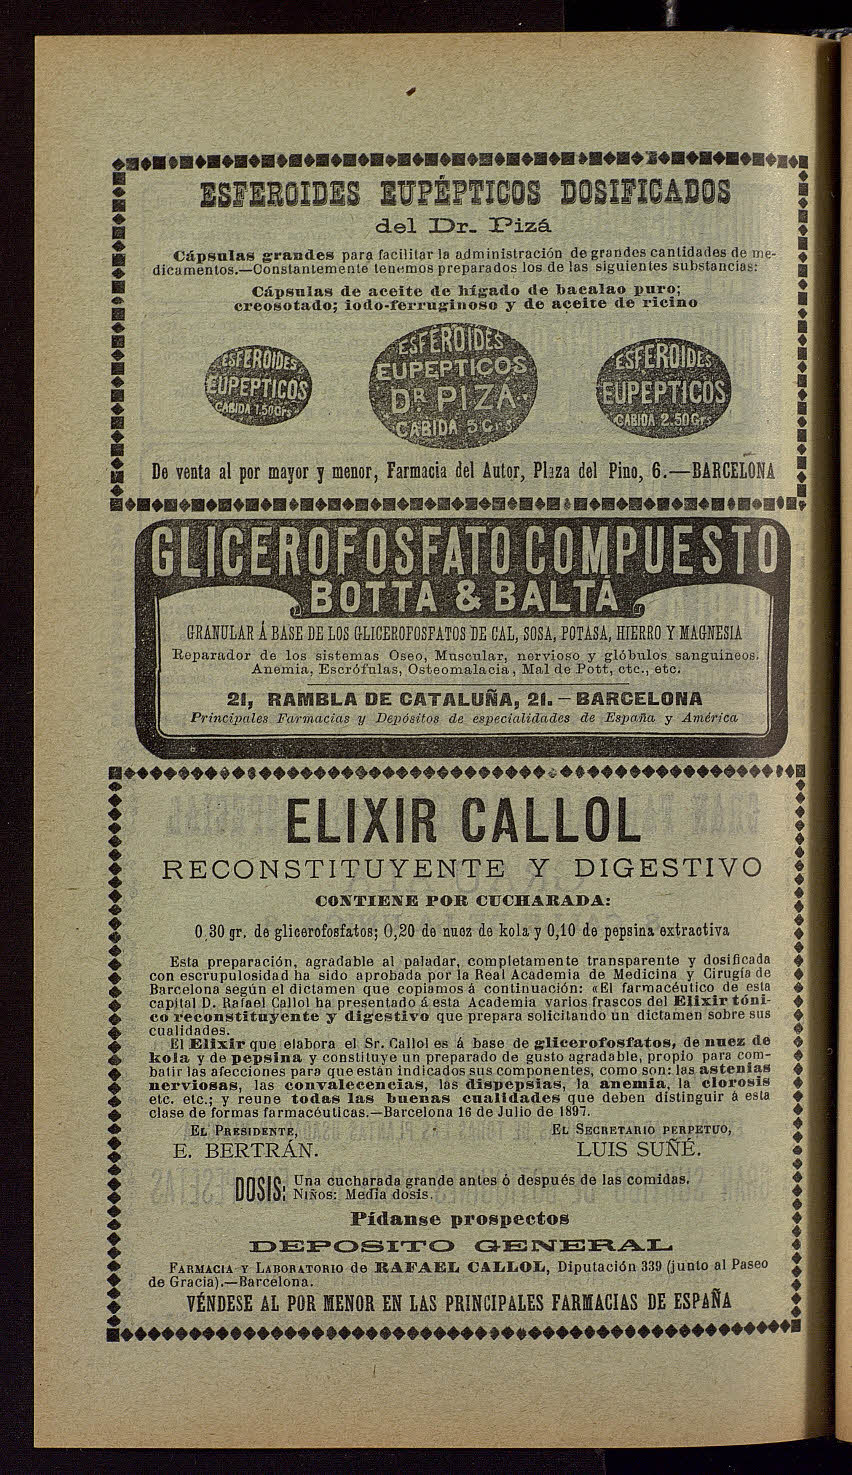 ESFEROIDES EUPÉPTICOS DOSIFICADOS
del Dr. Pizá
Cápsulas grandes para facilitar la administración de grandes cantidades de me-
dicamentos.—Constantemente tenemos preparados los de las siguientes substancias:
Cápsulas de aceite de hígado de bacalao puro;
creosotado; iodo-ferruginoso y de aceite de ricino
ESFEROIDES
EUPEPTICOS
CABIDA 1.50 Grs
ESFEROIDES
EUPEPTICOS
DR. PIZÁ
CABIDA 5 Grs
ESFEROIDES
EUPEPTICOS
CABIDA 2.50 Grs
De venta al por mayor y menor, Farmacia del Autor, Plaza del Pino, 6.—BARCELONA
GLICEROFOSFATO COMPUESTO
BOTTA & BALTÁ
GRANULAR Á BASE DE LOS GLICEROFOSFATOS DE CAL, SOSA, POTASA, HIERRO Y MAGNESIA
Reparador de los sistemas Oseo, Muscular, nervioso y glóbulos sanguíneos.
Anemia, Escrófulas, Osteomalacia, Mal de Pott, etc., etc.
21, RAMBLA DE CATALUÑA, 21. — BARCELONA
Principales Farmacias y Depósitos de especialidades de España y América
ELIXIR CALLOL
RECONSTITUYENTE Y DIGESTIVO
CONTIENE POR CUCHARADA:
0,30 gr. de glicerofosfatos; 0,20 de nuez de kola y 0,10 de pepsina extractiva
Esta preparación, agradable al paladar, completamente transparente y dosificada
con escrupulosidad ha sido aprobada por la Real Academia de Medicina y Cirugía de
Barcelona según el dictamen que copiamos á continuación: «El farmacéutico de esta
capital D. Rafael Callol ha presentado á esta Academia varios frascos del Elixir tóni-
co reconstituyente y digestivo que prepara solicitando un dictamen sobre sus
cualidades.
El Elixir que elabora el Sr. Callol es á base de glicerofosfatos, de nuez de
kola y de pepsina y constituye un preparado de gusto agradable, propio para com-
batir las afecciones para que están indicados sus componentes, como son: las astenias
nerviosas, las convalecencias, las dispepsias, la anemia, la clorosis
etc. etc.; y reune todas las buenas cualidades que deben distinguir á esta
clase de formas farmacéuticas.—Barcelona 16 de Julio de 1897.
EL PRESIDENTE, EL SECRETARIO PERPETUO,
E. BERTRÁN. LUIS SUÑÉ.
DOSIS: Una cucharada grande antes ó después de las comidas.
NIÑOS: Media dosis.
Pídanse prospectos
DEPOSITO GENERAL
FARMACIA Y LABORATORIO de RAFAEL CALLOL, Diputación 339 (junto al Paseo
de Gracia).—Barcelona.
VÉNDESE AL POR MENOR EN LAS PRINCIPALES FARMACIAS DE ESPAÑA